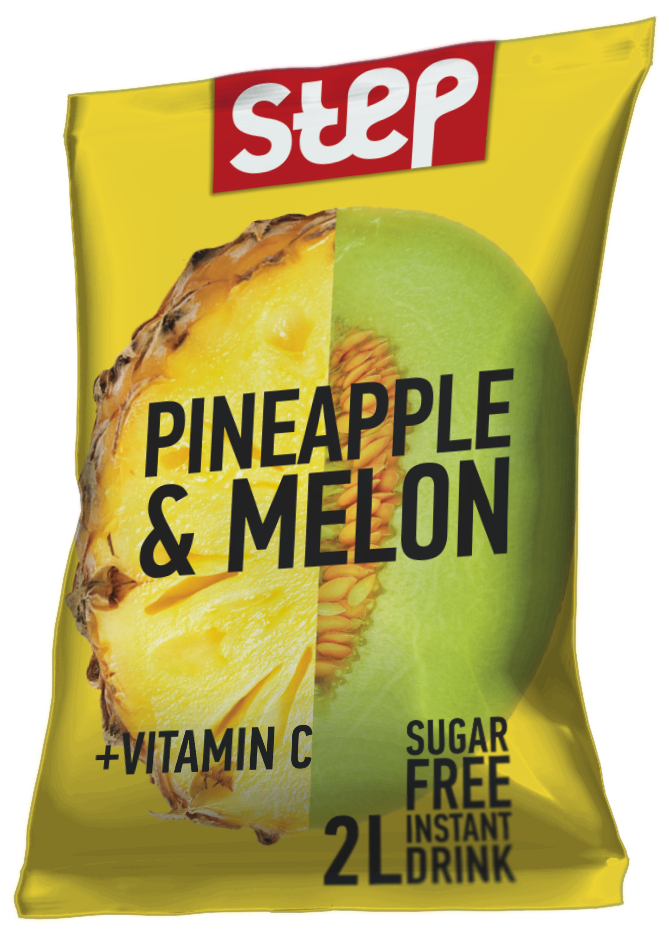 Step
PINEAPPLE
& MELON
+VITAMIN C
SUGAR
FREE
2L INSTANT
DRINK